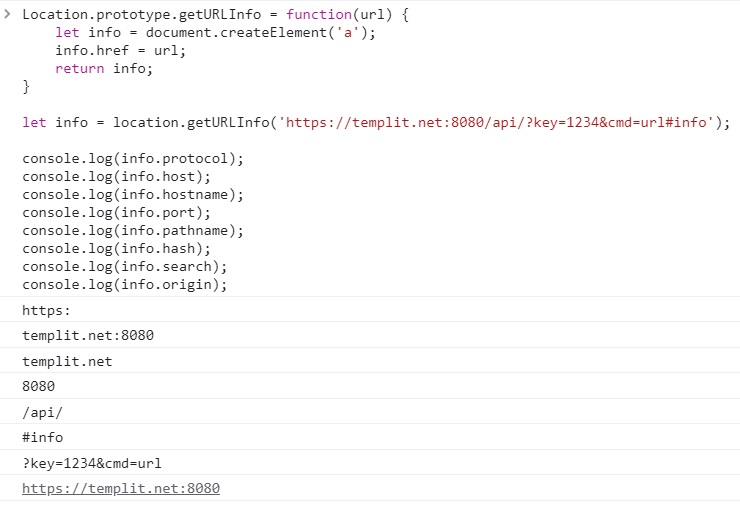 Location.prototype.getURLInfo = function(url) {
    let info = document.createElement('a');
    info.href = url;
    return info;
}

let info = location.getURLInfo('https://templit.net:8080/api/?key=1234&cmd=url#info');

console.log(info.protocol);
console.log(info.host);
console.log(info.hostname);
console.log(info.port);
console.log(info.pathname);
console.log(info.hash);
console.log(info.search);
console.log(info.origin);
https:
templit.net:8080
templit.net
8080
/api/
#info
?key=1234&cmd=url
https://templit.net:8080